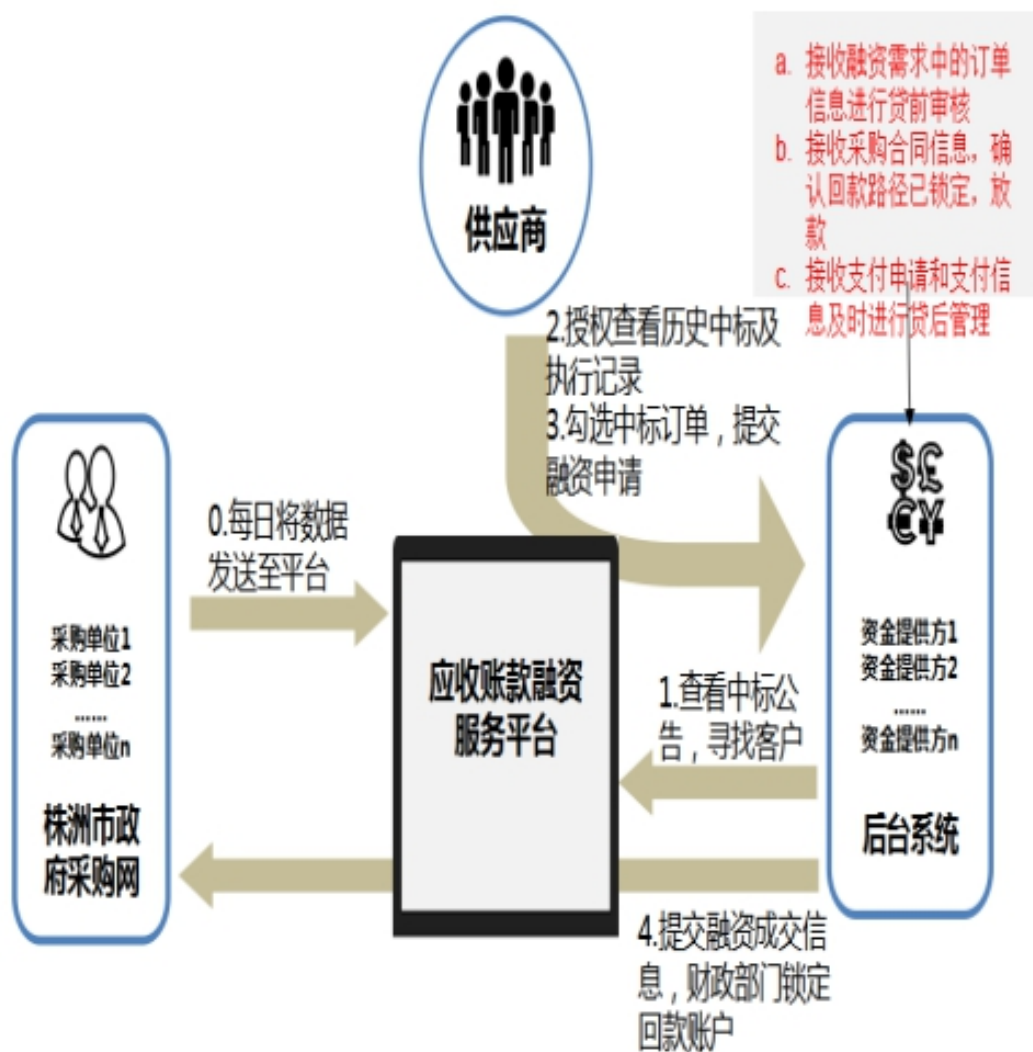 供应商
a. 接收融资需求中的订单
信息进行贷前审核
b. 接收采购合同信息，确
认回款路径已锁定，放
款
c. 接收支付申请和支付信
息及时进行贷后管理
2.授权查看历史中标及
执行记录
3.勾选中标订单，提交
融资申请
0.每日将数据
发送至平台
采购单位1
采购单位2
……
采购单位n
株洲市政
府采购网
应收账款融资
服务平台
1.查看中标公
告，寻找客户
$£
€¥
资金提供方1
资金提供方2
……
资金提供方n
后台系统
4.提交融资成交信
息，财政部门锁定
回款账户